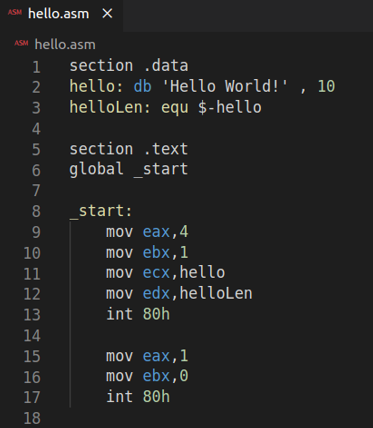 ASM hello.asm ×
ASM hello.asm
1 section .data
2 hello: db 'Hello World!' , 10
3 helloLen: equ $-hello
4
5 section .text
6 global _start
7
8 _start:
9     mov eax,4
10     mov ebx,1
11     mov ecx,hello
12     mov edx,helloLen
13     int 80h
14
15     mov eax,1
16     mov ebx,0
17     int 80h
18